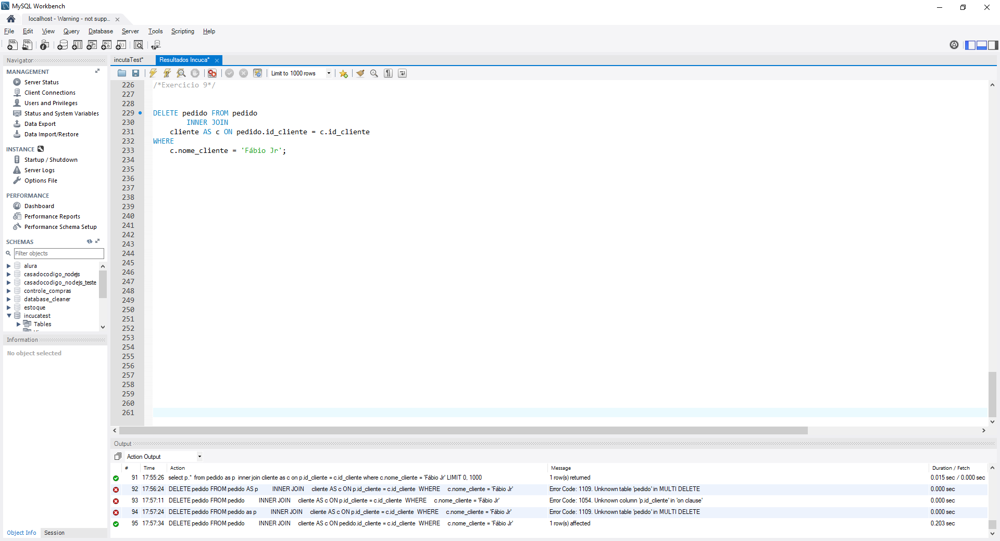 MySQL Workbench
localhost - Warning - not supp...
File Edit View Query Database Server Tools Scripting Help
Navigator
MANAGEMENT
Server Status
Client Connections
Users and Privileges
Status and System Variables
Data Export
Data Import/Restore
INSTANCE
Startup / Shutdown
Server Logs
Options File
PERFORMANCE
Dashboard
Performance Reports
Performance Schema Setup
SCHEMAS
Filter objects
alura
casadocodigo_nodejs
casadocodigo_nodejs_teste
controle_compras
database_cleaner
estoque
incucatest
Tables
Information
No object selected
Object Info Session
incutaTest* Resultados Incuca*
Limit to 1000 rows
226 /*Exercicio 9*/
227
228
229 DELETE pedido FROM pedido
230 INNER JOIN
231 cliente AS c ON pedido.id_cliente = c.id_cliente
232 WHERE
233 c.nome_cliente = 'Fábio Jr';
234
235
236
237
238
239
240
241
242
243
244
245
246
247
248
249
250
251
252
253
254
255
256
257
258
259
260
261
Output
Action Output
# Time Action Message Duration / Fetch
91 17:55:26 select p.* from pedido as p inner join cliente as c on p.id_cliente = c.id_cliente where c.nome_cliente = 'Fábio Jr' LIMIT 0, 1000 1 row(s) returned 0.015 sec / 0.000 sec
92 17:56:24 DELETE pedido FROM pedido AS p INNER JOIN cliente AS c ON p.id_cliente = c.id_cliente WHERE c.nome_cliente = 'Fábio Jr' Error Code: 1109. Unknown table 'pedido' in MULTI DELETE 0.000 sec
93 17:57:11 DELETE pedido FROM pedido INNER JOIN cliente AS c ON p.id_cliente = c.id_cliente WHERE c.nome_cliente = 'Fábio Jr' Error Code: 1054. Unknown column 'p.id_cliente' in 'on clause' 0.000 sec
94 17:57:24 DELETE pedido FROM pedido as p INNER JOIN cliente AS c ON p.id_cliente = c.id_cliente WHERE c.nome_cliente = 'Fábio Jr' Error Code: 1109. Unknown table 'pedido' in MULTI DELETE 0.000 sec
95 17:57:34 DELETE pedido FROM pedido INNER JOIN cliente AS c ON pedido.id_cliente = c.id_cliente WHERE c.nome_cliente = 'Fábio Jr' 1 row(s) affected 0.203 sec